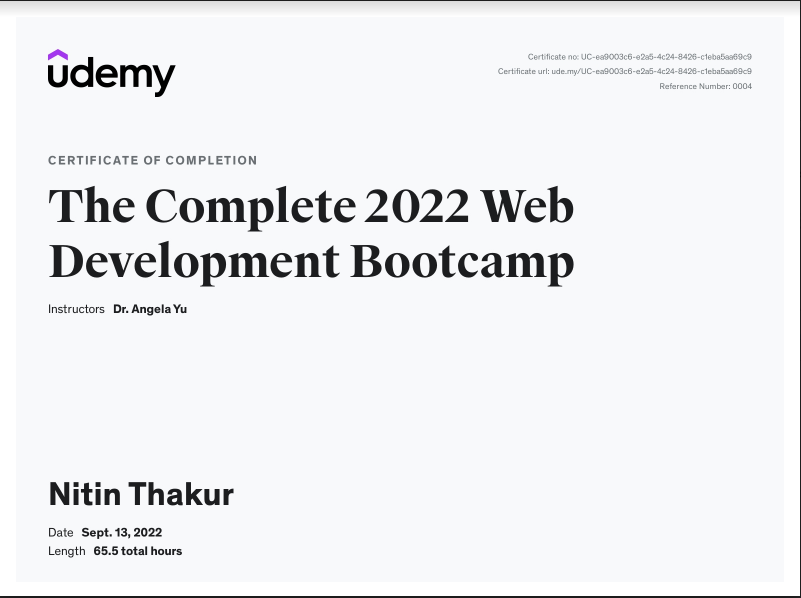 udemy
Certificate no: UC-ea9003c6-e2a5-4c24-8426-c1eba5aa69c9
Certificate url: ude.my/UC-ea9003c6-e2a5-4c24-8426-c1eba5aa69c9
Reference Number: 0004
CERTIFICATE OF COMPLETION
The Complete 2022 Web
Development Bootcamp
Instructors Dr. Angela Yu
Nitin Thakur
Date Sept. 13, 2022
Length 65.5 total hours